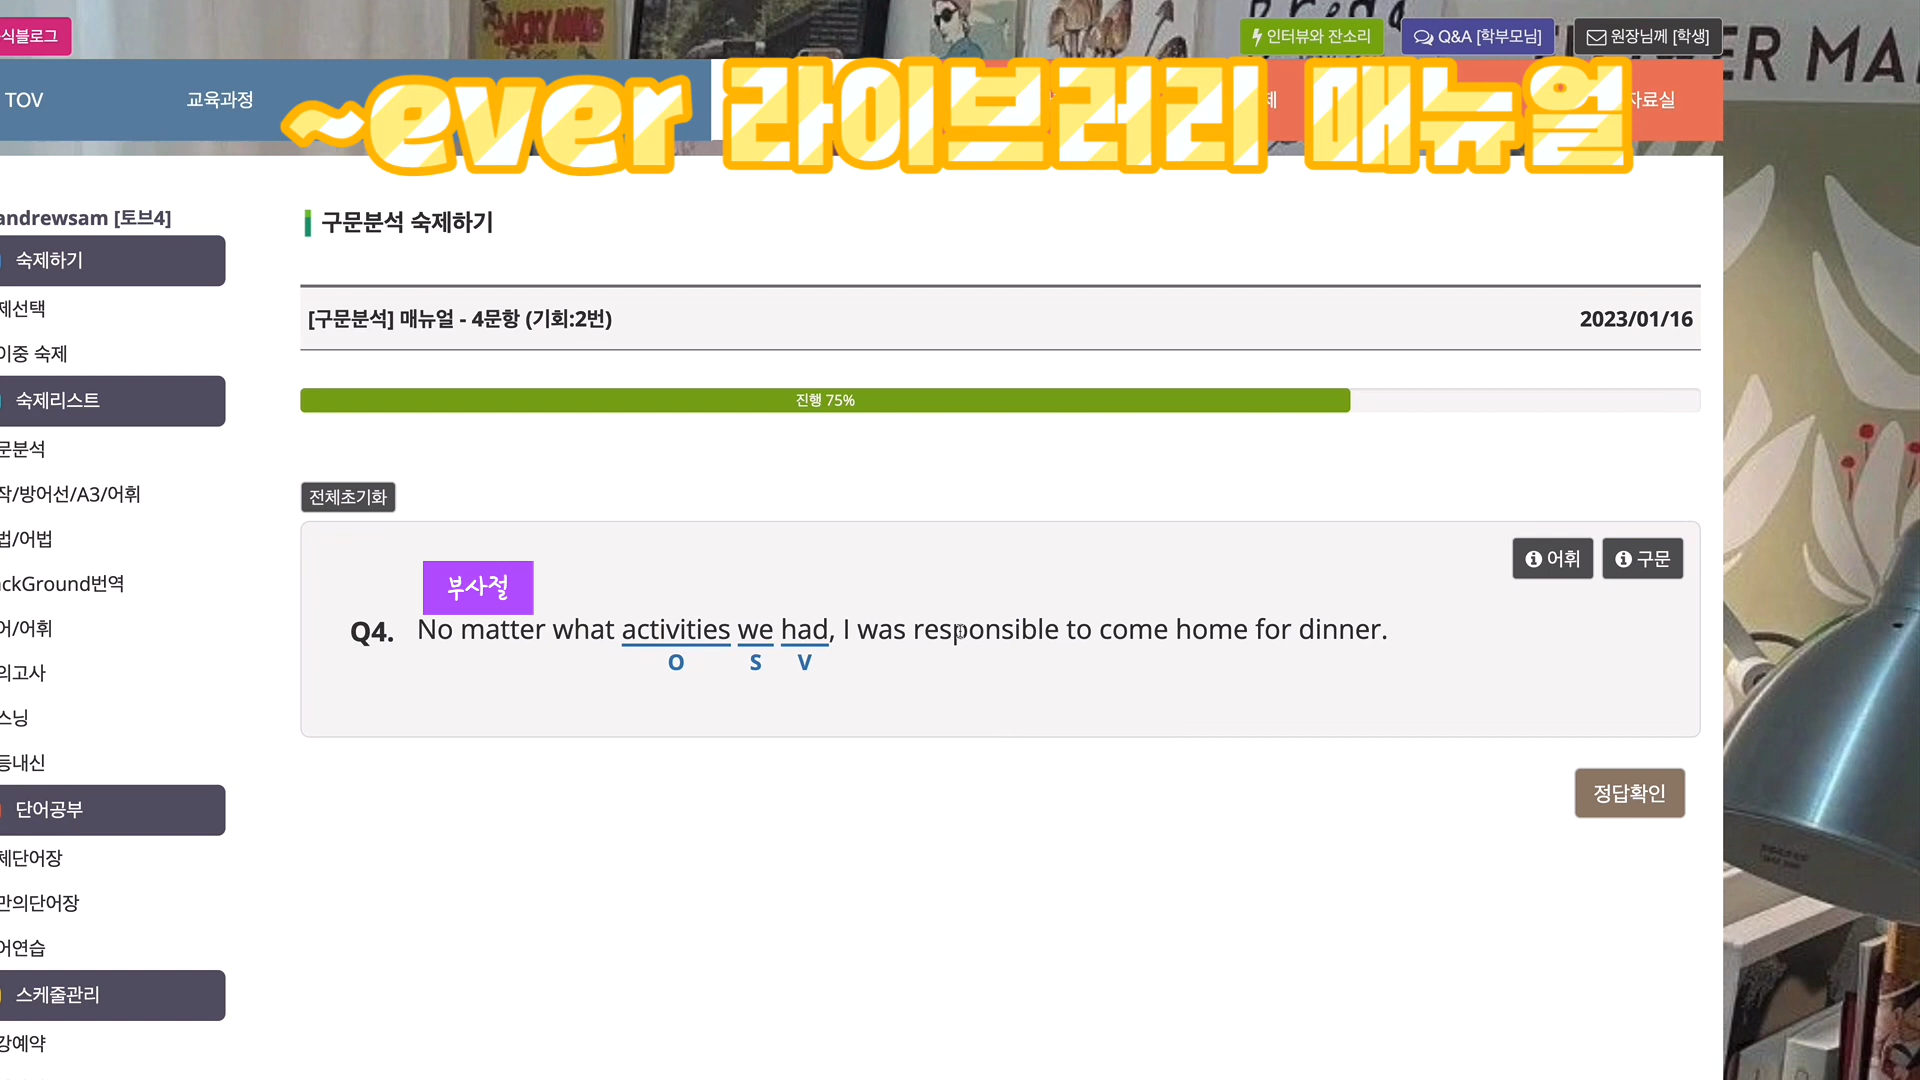 식블로그
인터뷰와 잔소리
Q&A [학부모님]
원장님께 [학생]
TOV
교육과정
~ever 라이브러리 매뉴얼
제
자료실
andrewsam [토브4]
구문분석 숙제하기
숙제하기
제선택
[구문분석] 매뉴얼 - 4문항 (기회:2번)
2023/01/16
이중 숙제
숙제리스트
진행 75%
문분석
작/방어선/A3/어휘
전체초기화
법/어법
어휘
구문
ckGround번역
부사절
어/어휘
Q4. No matter what activities we had, I was responsible to come home for dinner.
O S V
의고사
스닝
등내신
정답확인
단어공부
체단어장
만의단어장
어연습
스케줄관리
강예약